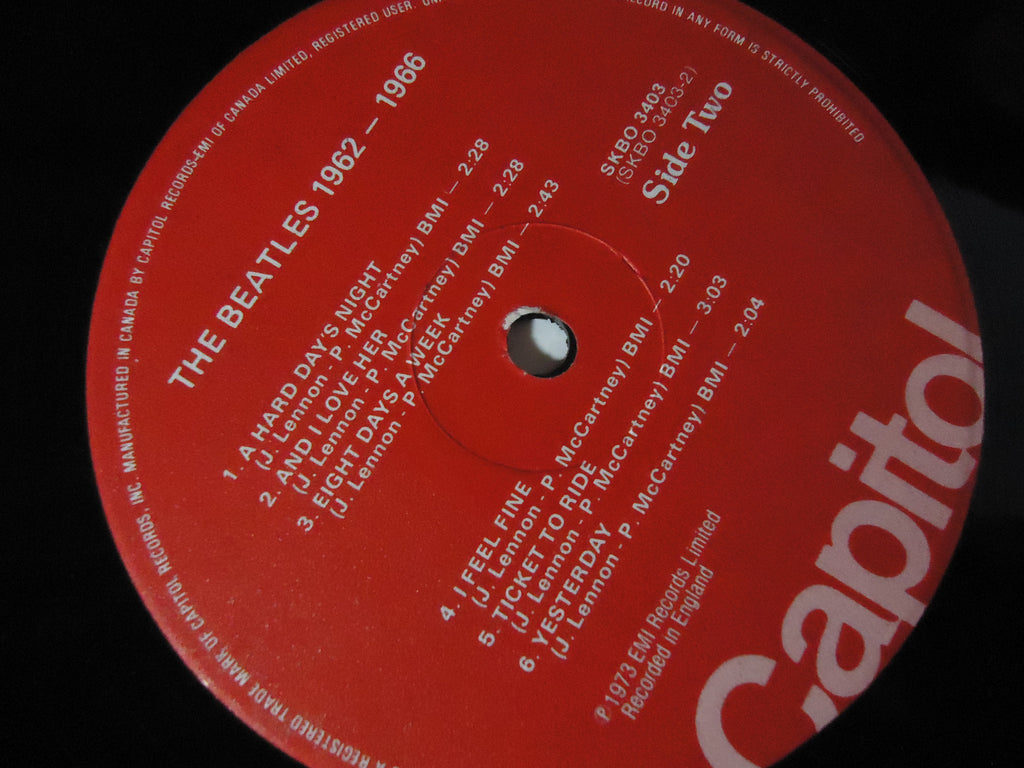 THE BEATLES 1962 — 1966
SKBO 3403
(SKBO 3403-2)
Side Two
1. A HARD DAY'S NIGHT
(J. Lennon - P. McCartney) BMI — 2:28
2. AND I LOVE HER
(J. Lennon - P. McCartney) BMI — 2:28
3. EIGHT DAYS A WEEK
(J. Lennon - P. McCartney) BMI — 2:43
4. I FEEL FINE
(J. Lennon - P. McCartney) BMI — 2:20
5. TICKET TO RIDE
(J. Lennon - P. McCartney) BMI — 3:03
6. YESTERDAY
(J. Lennon - P. McCartney) BMI — 2:04
℗ 1973 EMI Records Limited
Recorded in England
Capitol
A REGISTERED TRADE MARK OF CAPITOL RECORDS, INC. MANUFACTURED IN CANADA BY CAPITOL RECORDS-EMI OF CANADA LIMITED, REGISTERED USER.
IN ANY FORM IS STRICTLY PROHIBITED